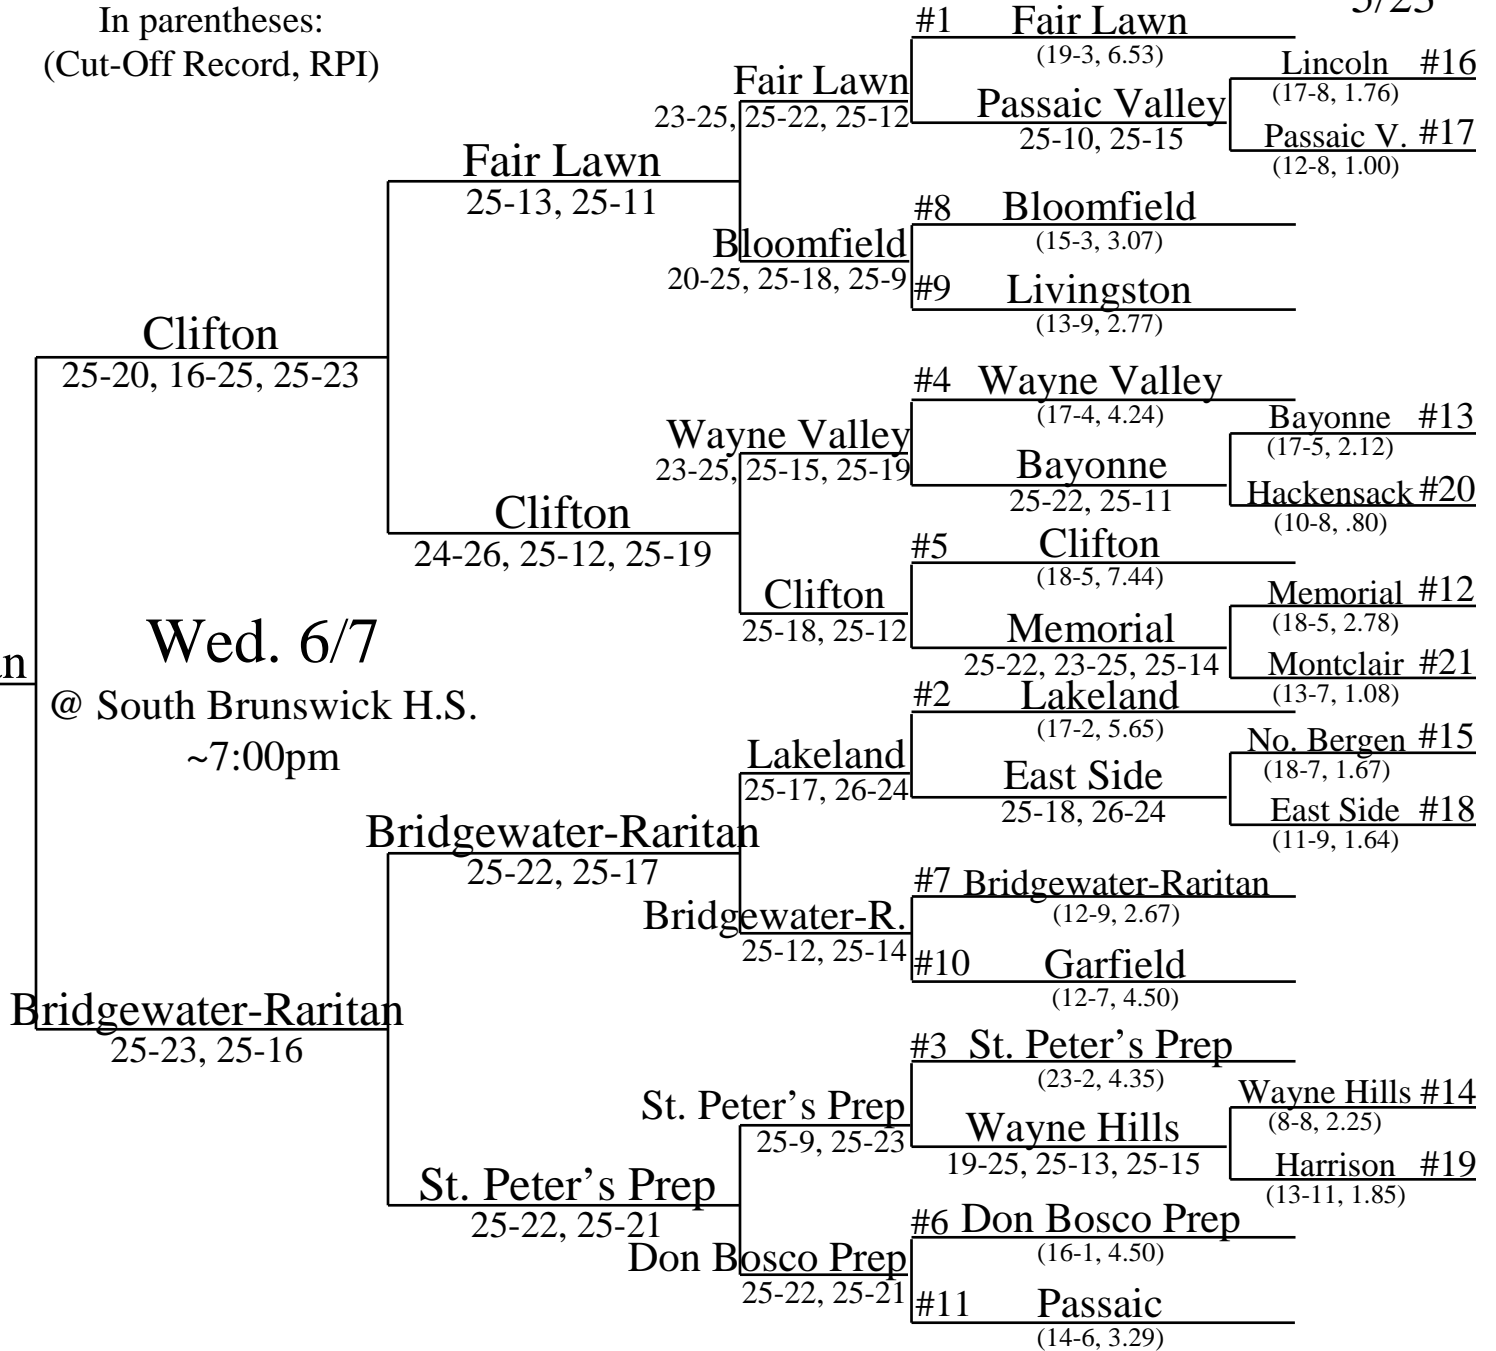 In parentheses:
(Cut-Off Record, RPI)
#1 Fair Lawn
(19-3, 6.53)
Lincoln #16
(17-8, 1.76)
Fair Lawn
23-25, 25-22, 25-12
Passaic Valley
25-10, 25-15
Passaic V. #17
(12-8, 1.00)
Fair Lawn
25-13, 25-11
#8 Bloomfield
(15-3, 3.07)
Bloomfield
20-25, 25-18, 25-9
#9 Livingston
(13-9, 2.77)
Clifton
25-20, 16-25, 25-23
#4 Wayne Valley
(17-4, 4.24)
Bayonne #13
(17-5, 2.12)
Wayne Valley
23-25, 25-15, 25-19
Bayonne
25-22, 25-11
Hackensack #20
(10-8, .80)
Clifton
24-26, 25-12, 25-19
#5 Clifton
(18-5, 7.44)
Memorial #12
(18-5, 2.78)
Clifton
25-18, 25-12
Memorial
25-22, 23-25, 25-14
Montclair #21
(13-7, 1.08)
Wed. 6/7
@ South Brunswick H.S.
~7:00pm
#2 Lakeland
(17-2, 5.65)
No. Bergen #15
(18-7, 1.67)
Lakeland
25-17, 26-24
East Side
25-18, 26-24
East Side #18
(11-9, 1.64)
Bridgewater-Raritan
25-22, 25-17
#7 Bridgewater-Raritan
(12-9, 2.67)
Bridgewater-R.
25-12, 25-14
#10 Garfield
(12-7, 4.50)
Bridgewater-Raritan
25-23, 25-16
#3 St. Peter’s Prep
(23-2, 4.35)
Wayne Hills #14
(8-8, 2.25)
St. Peter’s Prep
25-9, 25-23
Wayne Hills
19-25, 25-13, 25-15
Harrison #19
(13-11, 1.85)
St. Peter’s Prep
25-22, 25-21
#6 Don Bosco Prep
(16-1, 4.50)
Don Bosco Prep
25-22, 25-21
#11 Passaic
(14-6, 3.29)